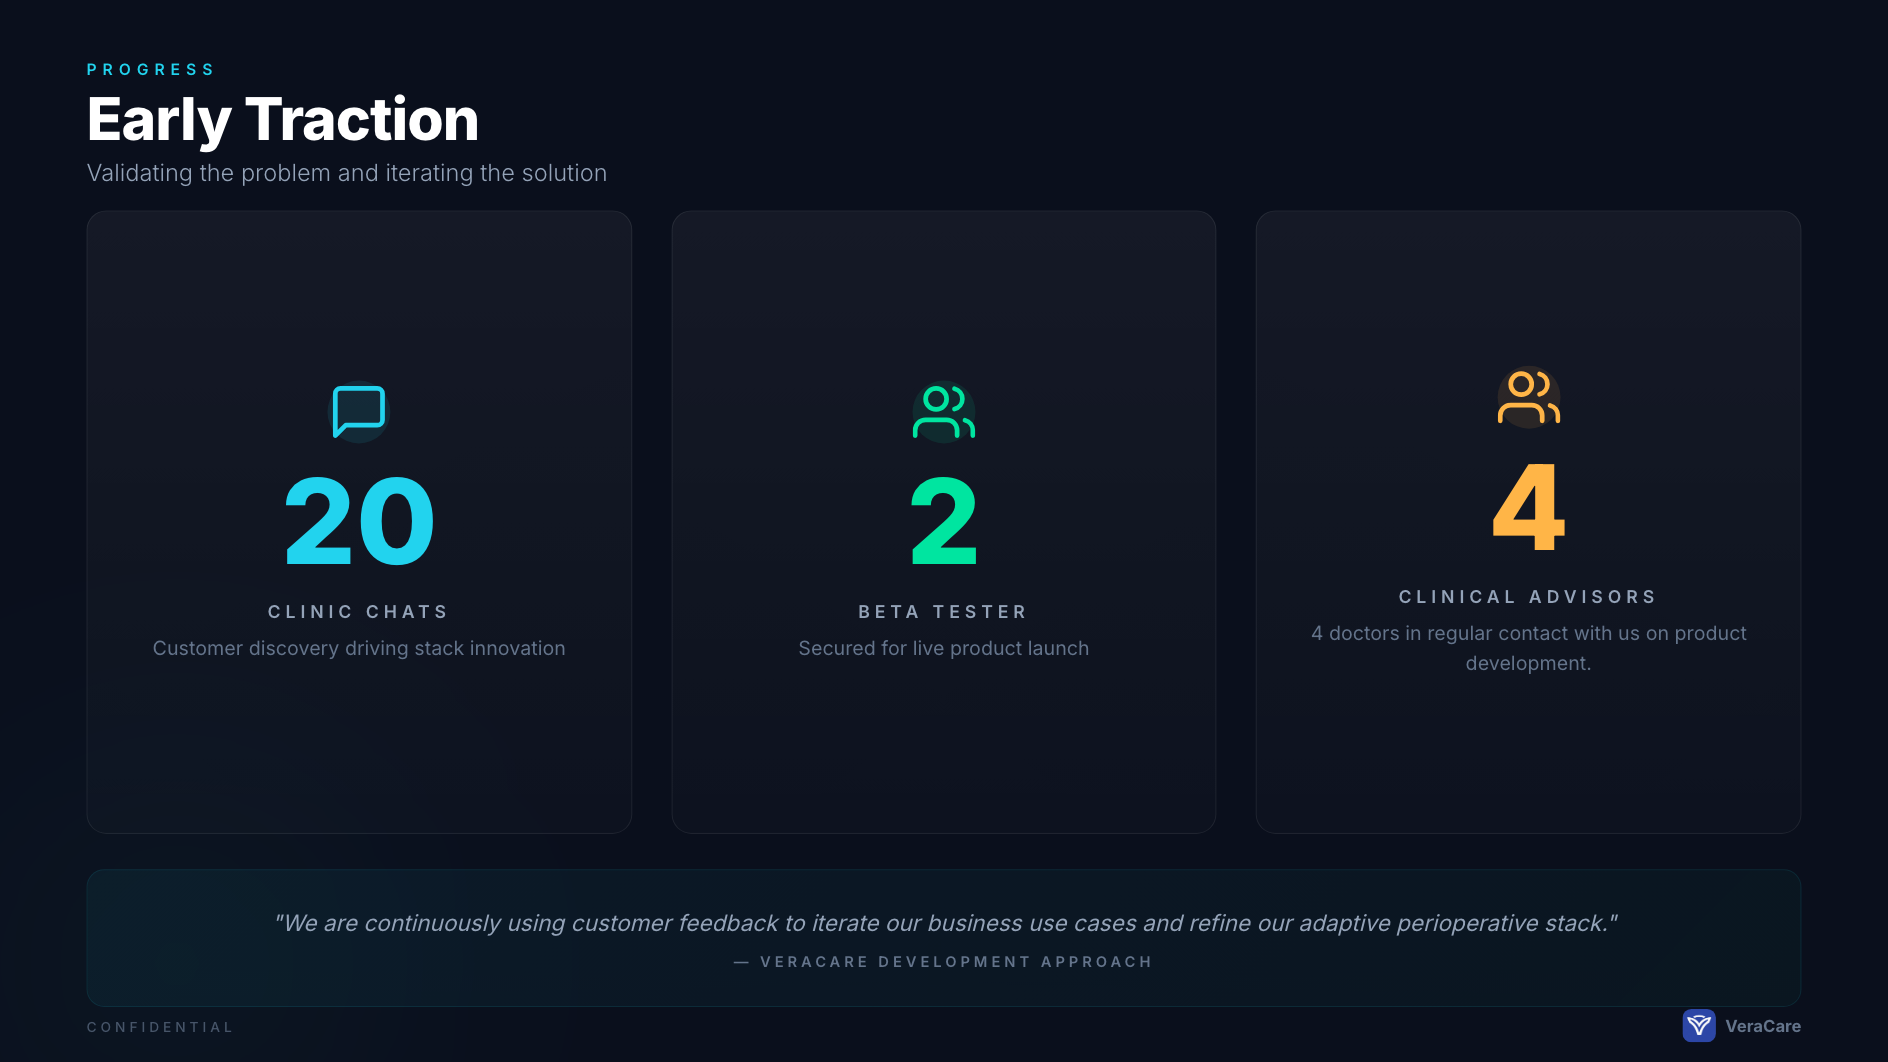 PROGRESS
Early Traction
Validating the problem and iterating the solution
20
CLINIC CHATS
Customer discovery driving stack innovation
2
BETA TESTER
Secured for live product launch
4
CLINICAL ADVISORS
4 doctors in regular contact with us on product
development.
"We are continuously using customer feedback to iterate our business use cases and refine our adaptive perioperative stack."
— VERACARE DEVELOPMENT APPROACH
CONFIDENTIAL
VeraCare